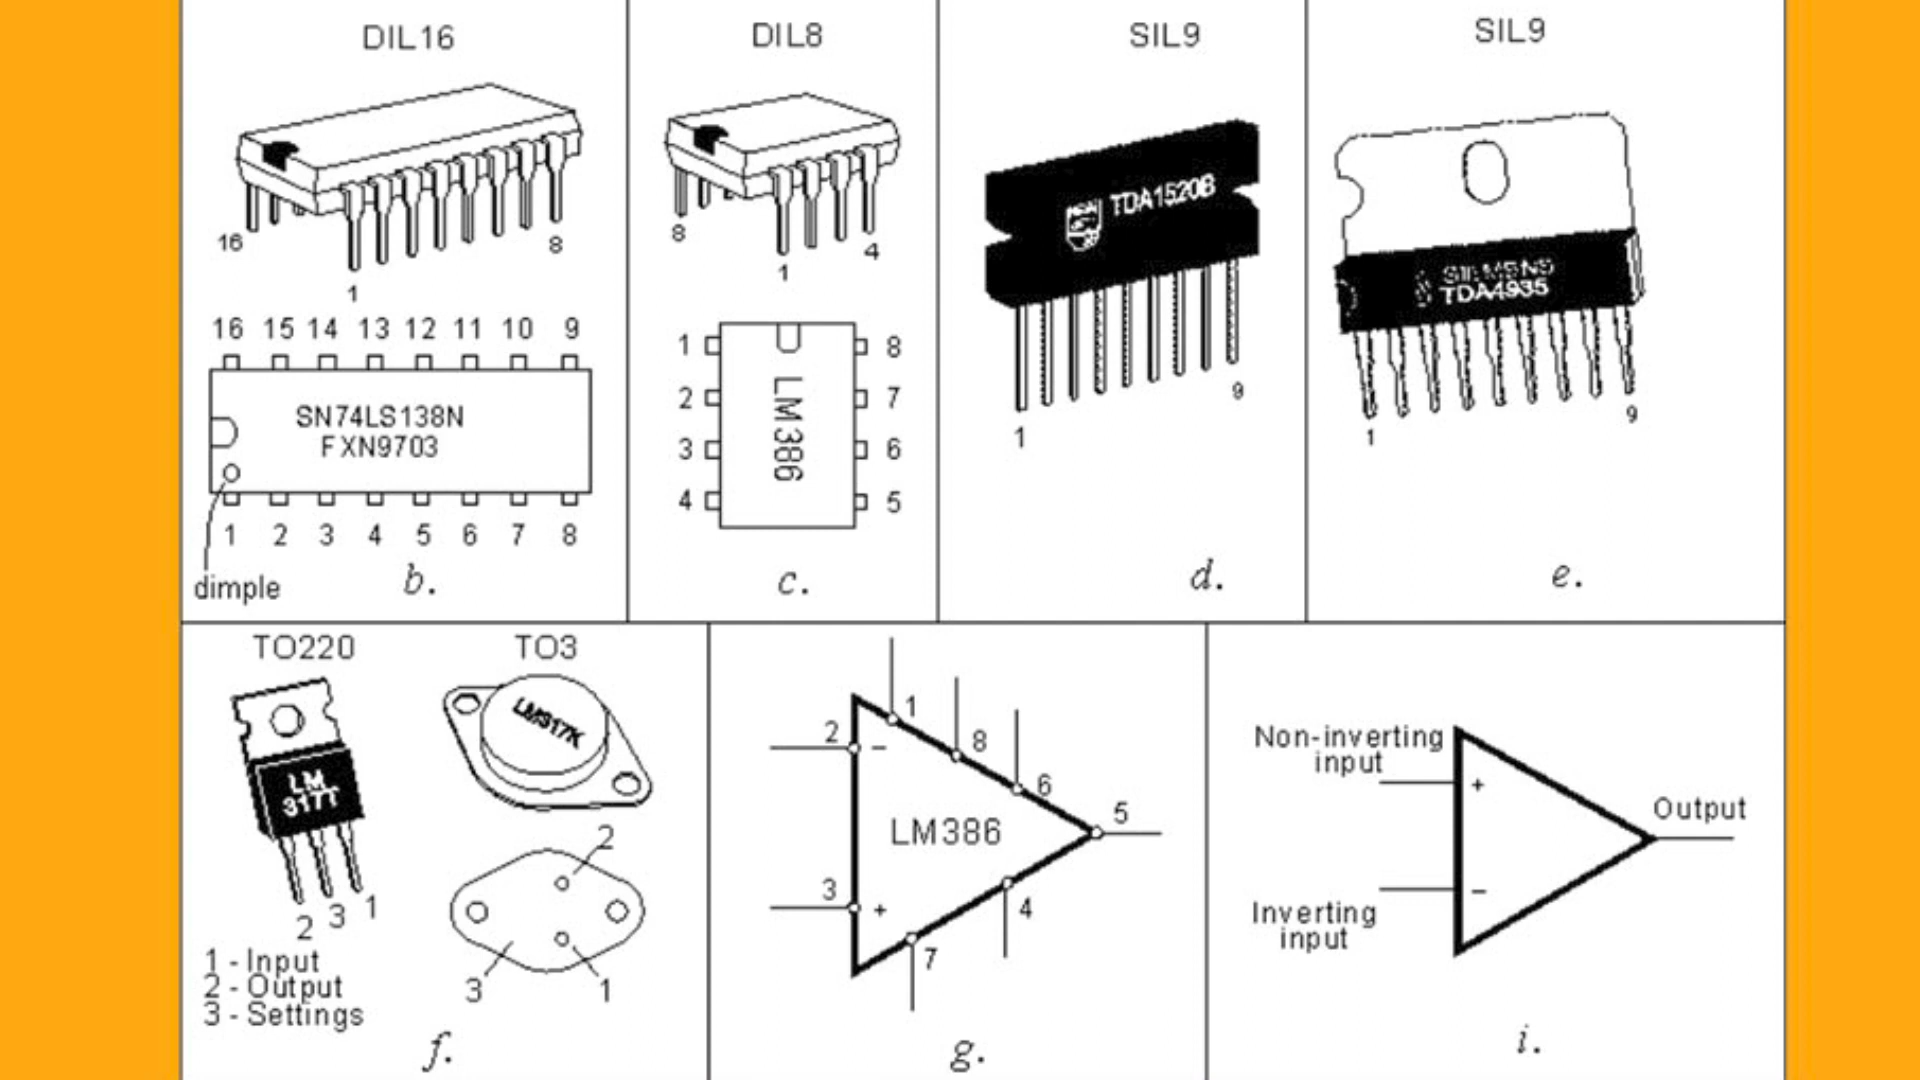 DIL16
16
8
1
16 15 14 13 12 11 10 9
SN74LS138N
FXN9703
1 2 3 4 5 6 7 8
dimple
b.
DIL8
8
4
1
1 8
2 7
3 6
4 5
LM386
c.
SIL9
TDA1520B
9
1
d.
SIL9
SIEMENS
TDA4935
9
1
e.
TO220
LM
317T
2 3 1
1 - Input
2 - Output
3 - Settings
TO3
LM317K
2
3 1
f.
1
2 −
8
6
5
LM386
3 +
4
7
g.
Non-inverting
input
+
Output
−
Inverting
input
i.